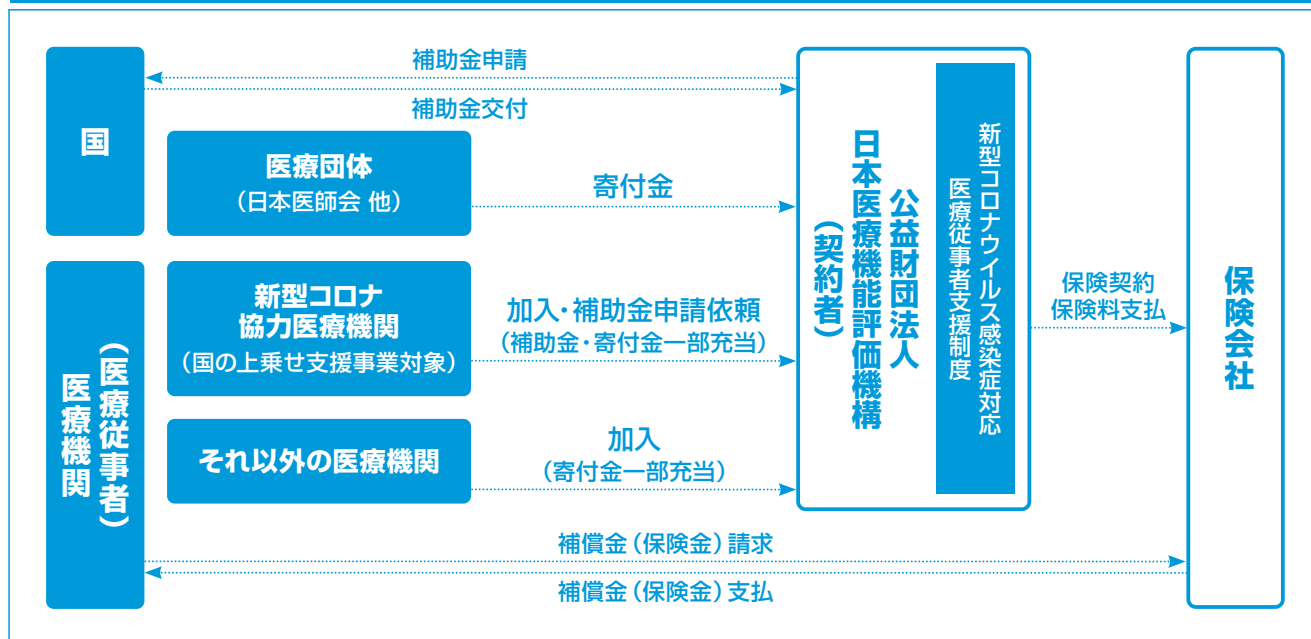 補助金申請
補助金交付
国
医療団体
（日本医師会 他）
寄付金
新型コロナ
協力医療機関
（国の上乗せ支援事業対象）
加入・補助金申請依頼
（補助金・寄付金一部充当）
それ以外の医療機関
加入
（寄付金一部充当）
（医療従事者）
医療機関
公益財団法人
日本医療機能評価機構
（契約者）
新型コロナウイルス感染症対応
医療従事者支援制度
保険契約
保険料支払
保険会社
補償金（保険金）請求
補償金（保険金）支払